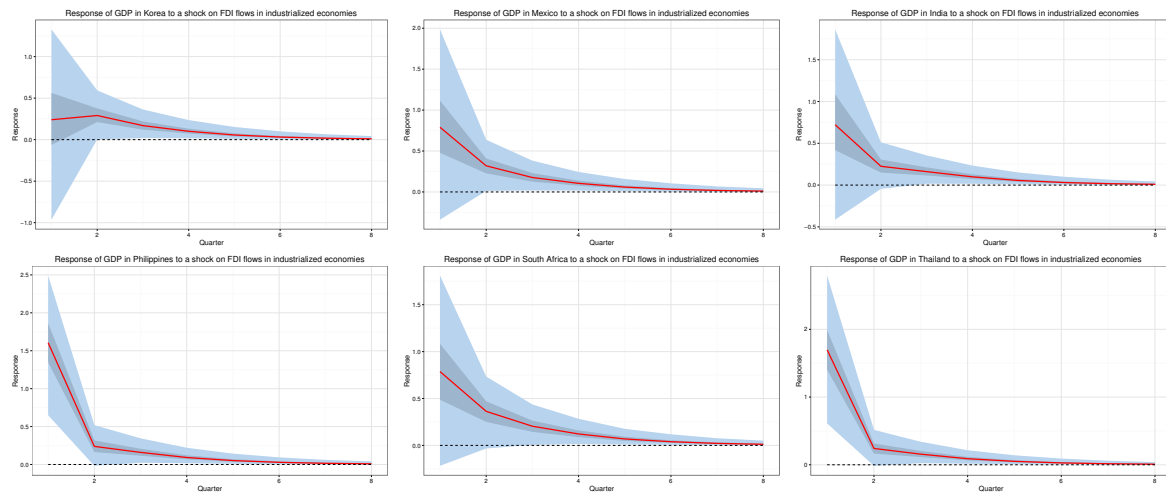 Response of GDP in Korea to a shock on FDI flows in industrialized economies
Response
1.0
0.5
0.0
−0.5
−1.0
2
4
6
8
Quarter
Response of GDP in Mexico to a shock on FDI flows in industrialized economies
Response
2.0
1.5
1.0
0.5
0.0
2
4
6
8
Quarter
Response of GDP in India to a shock on FDI flows in industrialized economies
Response
1.5
1.0
0.5
0.0
−0.5
2
4
6
8
Quarter
Response of GDP in Philippines to a shock on FDI flows in industrialized economies
Response
2.5
2.0
1.5
1.0
0.5
0.0
2
4
6
8
Quarter
Response of GDP in South Africa to a shock on FDI flows in industrialized economies
Response
1.5
1.0
0.5
0.0
2
4
6
8
Quarter
Response of GDP in Thailand to a shock on FDI flows in industrialized economies
Response
2
1
0
2
4
6
8
Quarter